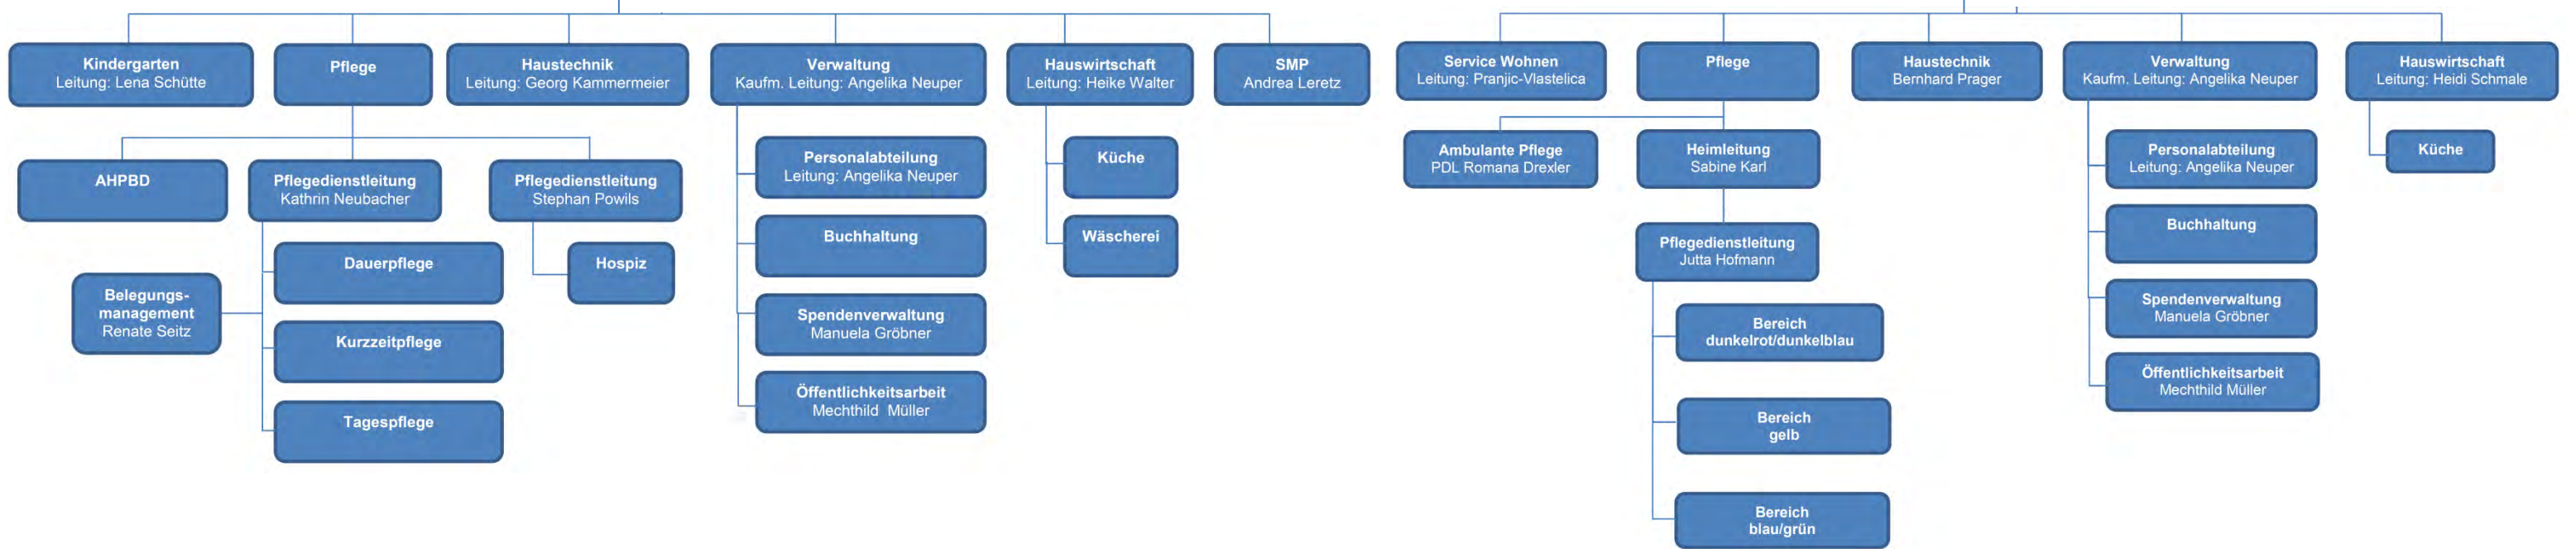 Kindergarten
Leitung: Lena Schütte
Pflege
Haustechnik
Leitung: Georg Kammermeier
Verwaltung
Kaufm. Leitung: Angelika Neuper
Hauswirtschaft
Leitung: Heike Walter
SMP
Andrea Leretz
AHPBD
Pflegedienstleitung
Kathrin Neubacher
Pflegedienstleitung
Stephan Powils
Belegungs-
management
Renate Seitz
Dauerpflege
Kurzzeitpflege
Tagespflege
Hospiz
Personalabteilung
Leitung: Angelika Neuper
Buchhaltung
Spendenverwaltung
Manuela Gröbner
Öffentlichkeitsarbeit
Mechthild Müller
Küche
Wäscherei
Service Wohnen
Leitung: Pranjic-Vlastelica
Pflege
Haustechnik
Bernhard Prager
Verwaltung
Kaufm. Leitung: Angelika Neuper
Hauswirtschaft
Leitung: Heidi Schmale
Ambulante Pflege
PDL Romana Drexler
Heimleitung
Sabine Karl
Pflegedienstleitung
Jutta Hofmann
Bereich
dunkelrot/dunkelblau
Bereich
gelb
Bereich
blau/grün
Personalabteilung
Leitung: Angelika Neuper
Buchhaltung
Spendenverwaltung
Manuela Gröbner
Öffentlichkeitsarbeit
Mechthild Müller
Küche